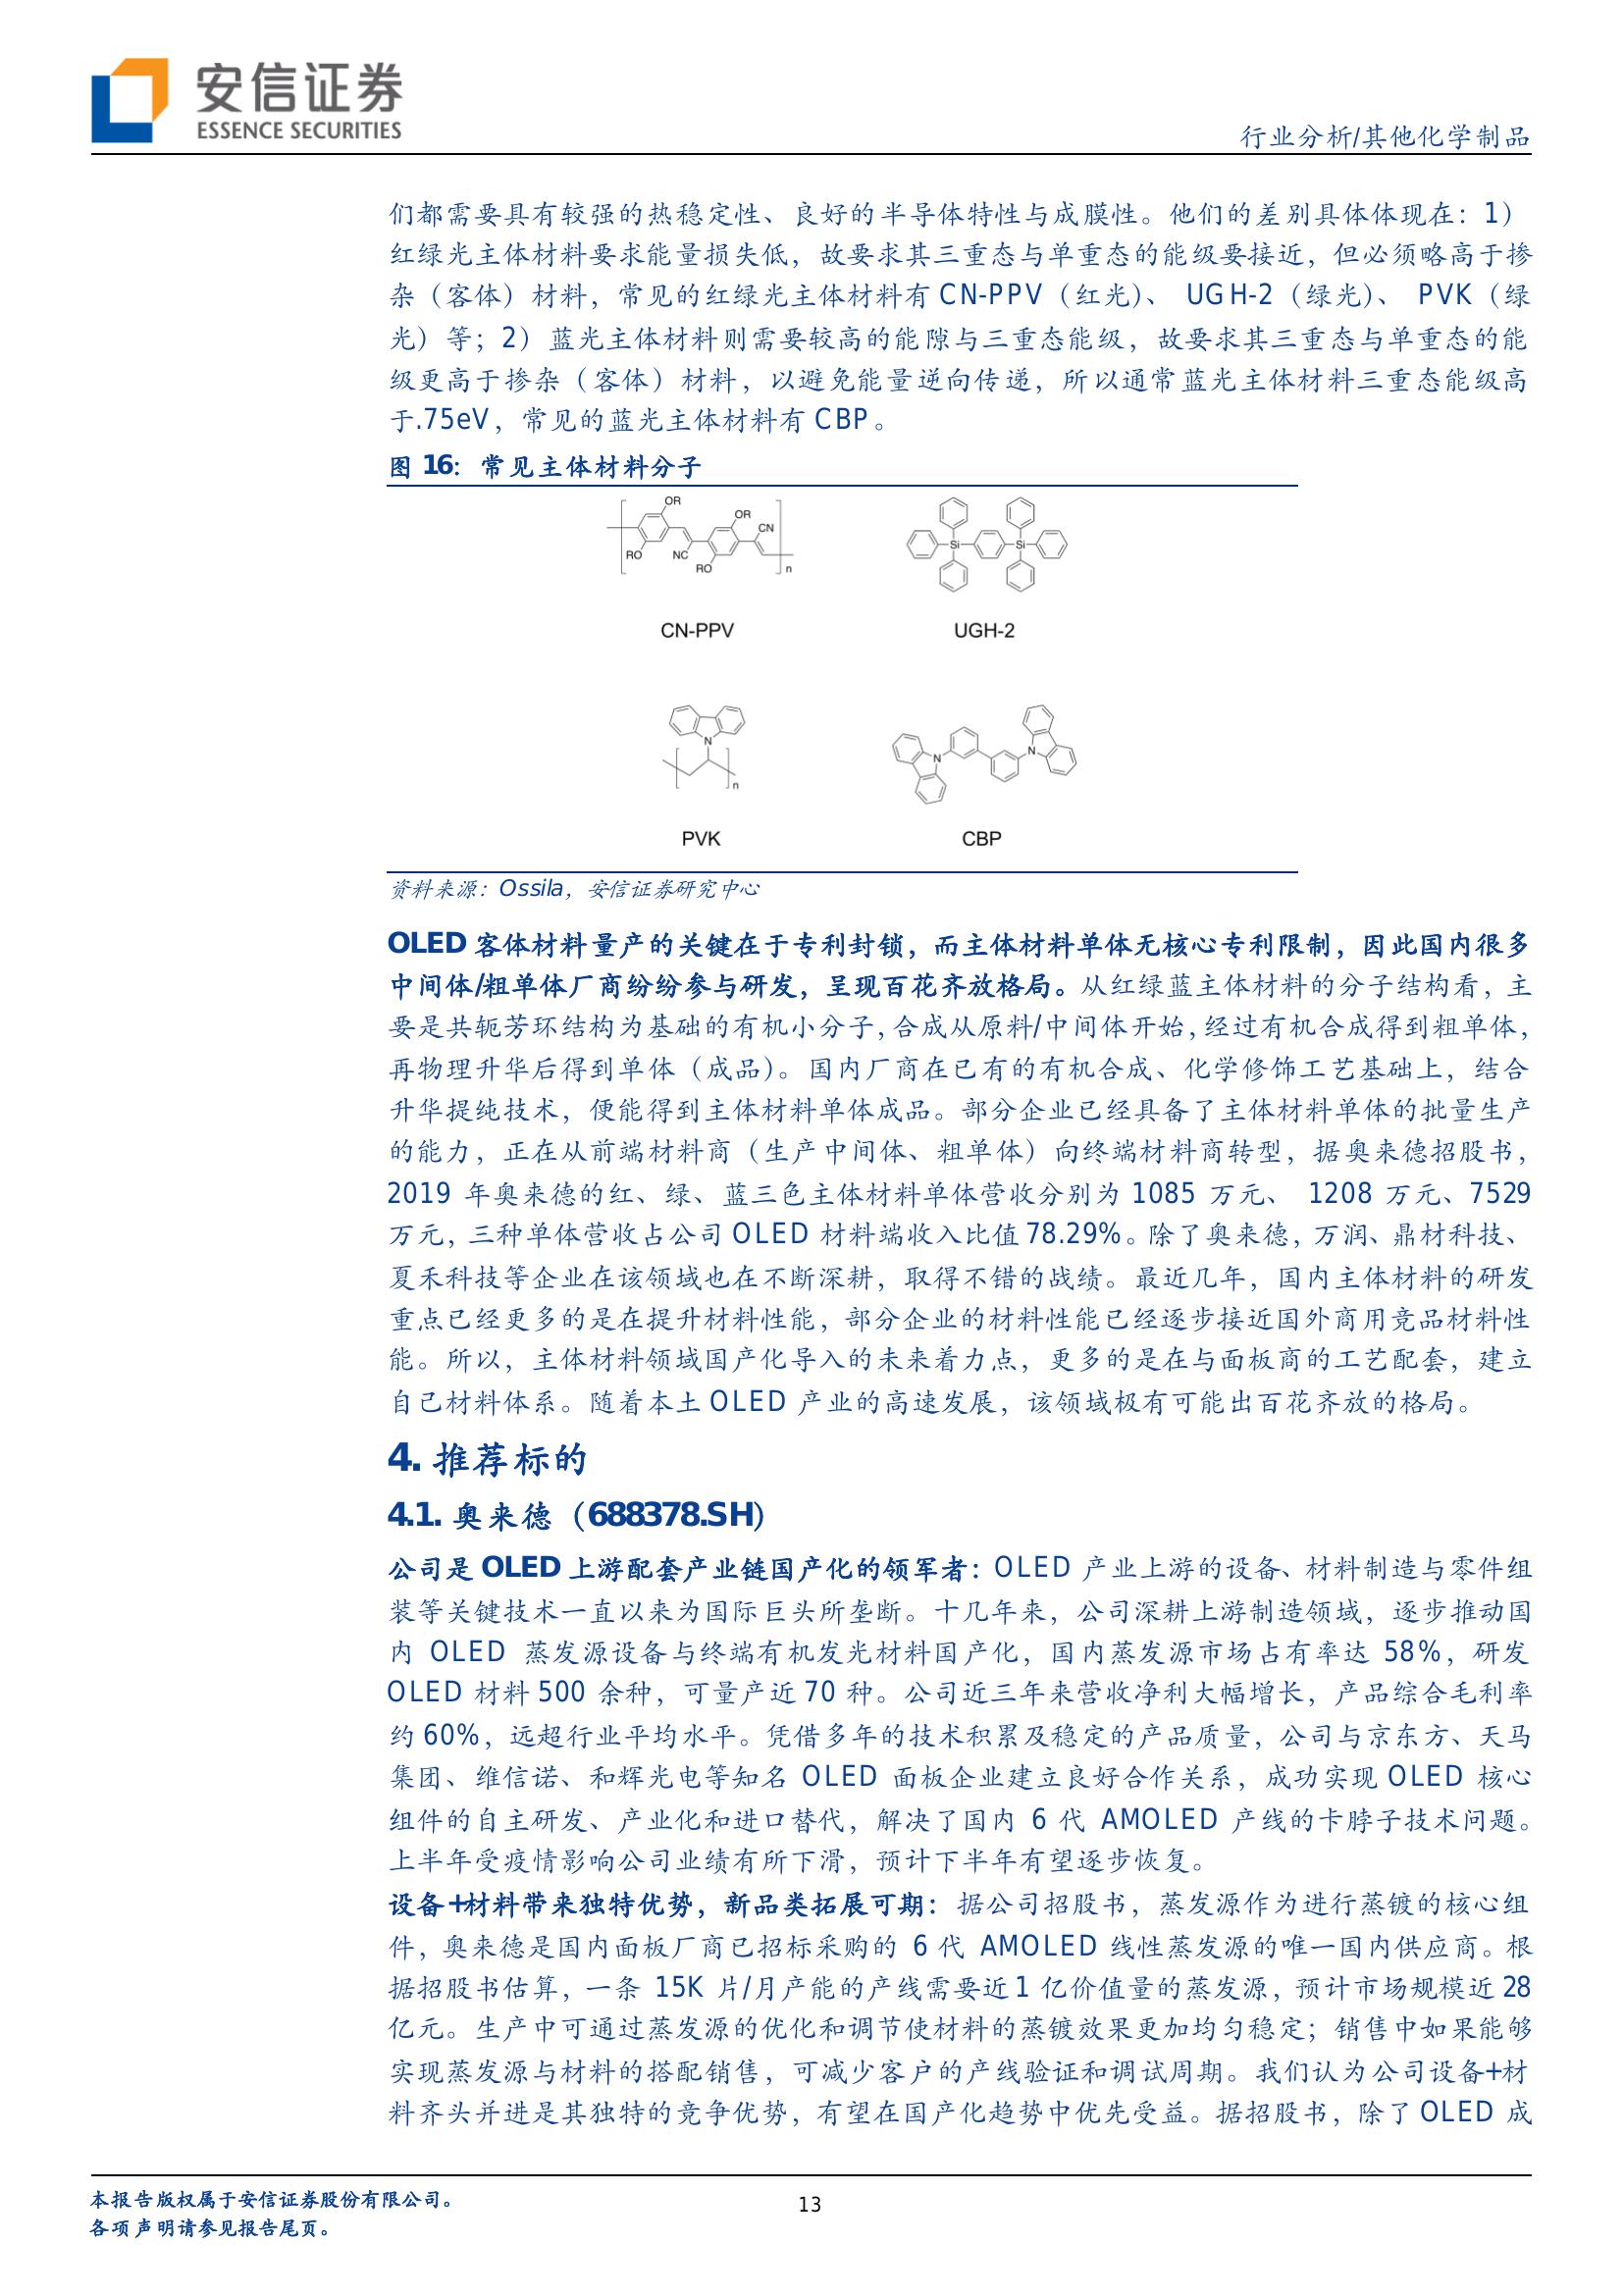 安信证券
ESSENCE SECURITIES
行业分析/其他化学制品
们都需要具有较强的热稳定性、良好的半导体特性与成膜性。他们的差别具体体现在：1）
红绿光主体材料要求能量损失低，故要求其三重态与单重态的能级要接近，但必须略高于掺
杂（客体）材料，常见的红绿光主体材料有 CN-PPV（红光）、 UGH-2（绿光）、 PVK（绿
光）等；2）蓝光主体材料则需要较高的能隙与三重态能级，故要求其三重态与单重态的能
级更高于掺杂（客体）材料，以避免能量逆向传递，所以通常蓝光主体材料三重态能级高
于.75eV，常见的蓝光主体材料有 CBP。
图 16：常见主体材料分子
OR
OR
CN
RO
NC
RO
n
CN-PPV
Si
Si
UGH-2
N
n
PVK
N
N
CBP
资料来源：Ossila，安信证券研究中心
OLED 客体材料量产的关键在于专利封锁，而主体材料单体无核心专利限制，因此国内很多
中间体/粗单体厂商纷纷参与研发，呈现百花齐放格局。从红绿蓝主体材料的分子结构看，主
要是共轭芳环结构为基础的有机小分子，合成从原料/中间体开始，经过有机合成得到粗单体，
再物理升华后得到单体（成品）。国内厂商在已有的有机合成、化学修饰工艺基础上，结合
升华提纯技术，便能得到主体材料单体成品。部分企业已经具备了主体材料单体的批量生产
的能力，正在从前端材料商（生产中间体、粗单体）向终端材料商转型，据奥来德招股书，
2019 年奥来德的红、绿、蓝三色主体材料单体营收分别为 1085 万元、 1208 万元、7529
万元，三种单体营收占公司 OLED 材料端收入比值 78.29%。除了奥来德，万润、鼎材科技、
夏禾科技等企业在该领域也在不断深耕，取得不错的战绩。最近几年，国内主体材料的研发
重点已经更多的是在提升材料性能，部分企业的材料性能已经逐步接近国外商用竞品材料性
能。所以，主体材料领域国产化导入的未来着力点，更多的是在与面板商的工艺配套，建立
自己材料体系。随着本土 OLED 产业的高速发展，该领域极有可能出百花齐放的格局。
4. 推荐标的
4.1. 奥来德（688378.SH）
公司是 OLED 上游配套产业链国产化的领军者：OLED 产业上游的设备、材料制造与零件组
装等关键技术一直以来为国际巨头所垄断。十几年来，公司深耕上游制造领域，逐步推动国
内 OLED 蒸发源设备与终端有机发光材料国产化，国内蒸发源市场占有率达 58%，研发
OLED 材料 500 余种，可量产近 70 种。公司近三年来营收净利大幅增长，产品综合毛利率
约 60%，远超行业平均水平。凭借多年的技术积累及稳定的产品质量，公司与京东方、天马
集团、维信诺、和辉光电等知名 OLED 面板企业建立良好合作关系，成功实现 OLED 核心
组件的自主研发、产业化和进口替代，解决了国内 6 代 AMOLED 产线的卡脖子技术问题。
上半年受疫情影响公司业绩有所下滑，预计下半年有望逐步恢复。
设备+材料带来独特优势，新品类拓展可期：据公司招股书，蒸发源作为进行蒸镀的核心组
件，奥来德是国内面板厂商已招标采购的 6 代 AMOLED 线性蒸发源的唯一国内供应商。根
据招股书估算，一条 15K 片/月产能的产线需要近 1 亿价值量的蒸发源，预计市场规模近 28
亿元。生产中可通过蒸发源的优化和调节使材料的蒸镀效果更加均匀稳定；销售中如果能够
实现蒸发源与材料的搭配销售，可减少客户的产线验证和调试周期。我们认为公司设备+材
料齐头并进是其独特的竞争优势，有望在国产化趋势中优先受益。据招股书，除了 OLED 成
本报告版权属于安信证券股份有限公司。
各项声明请参见报告尾页。
13